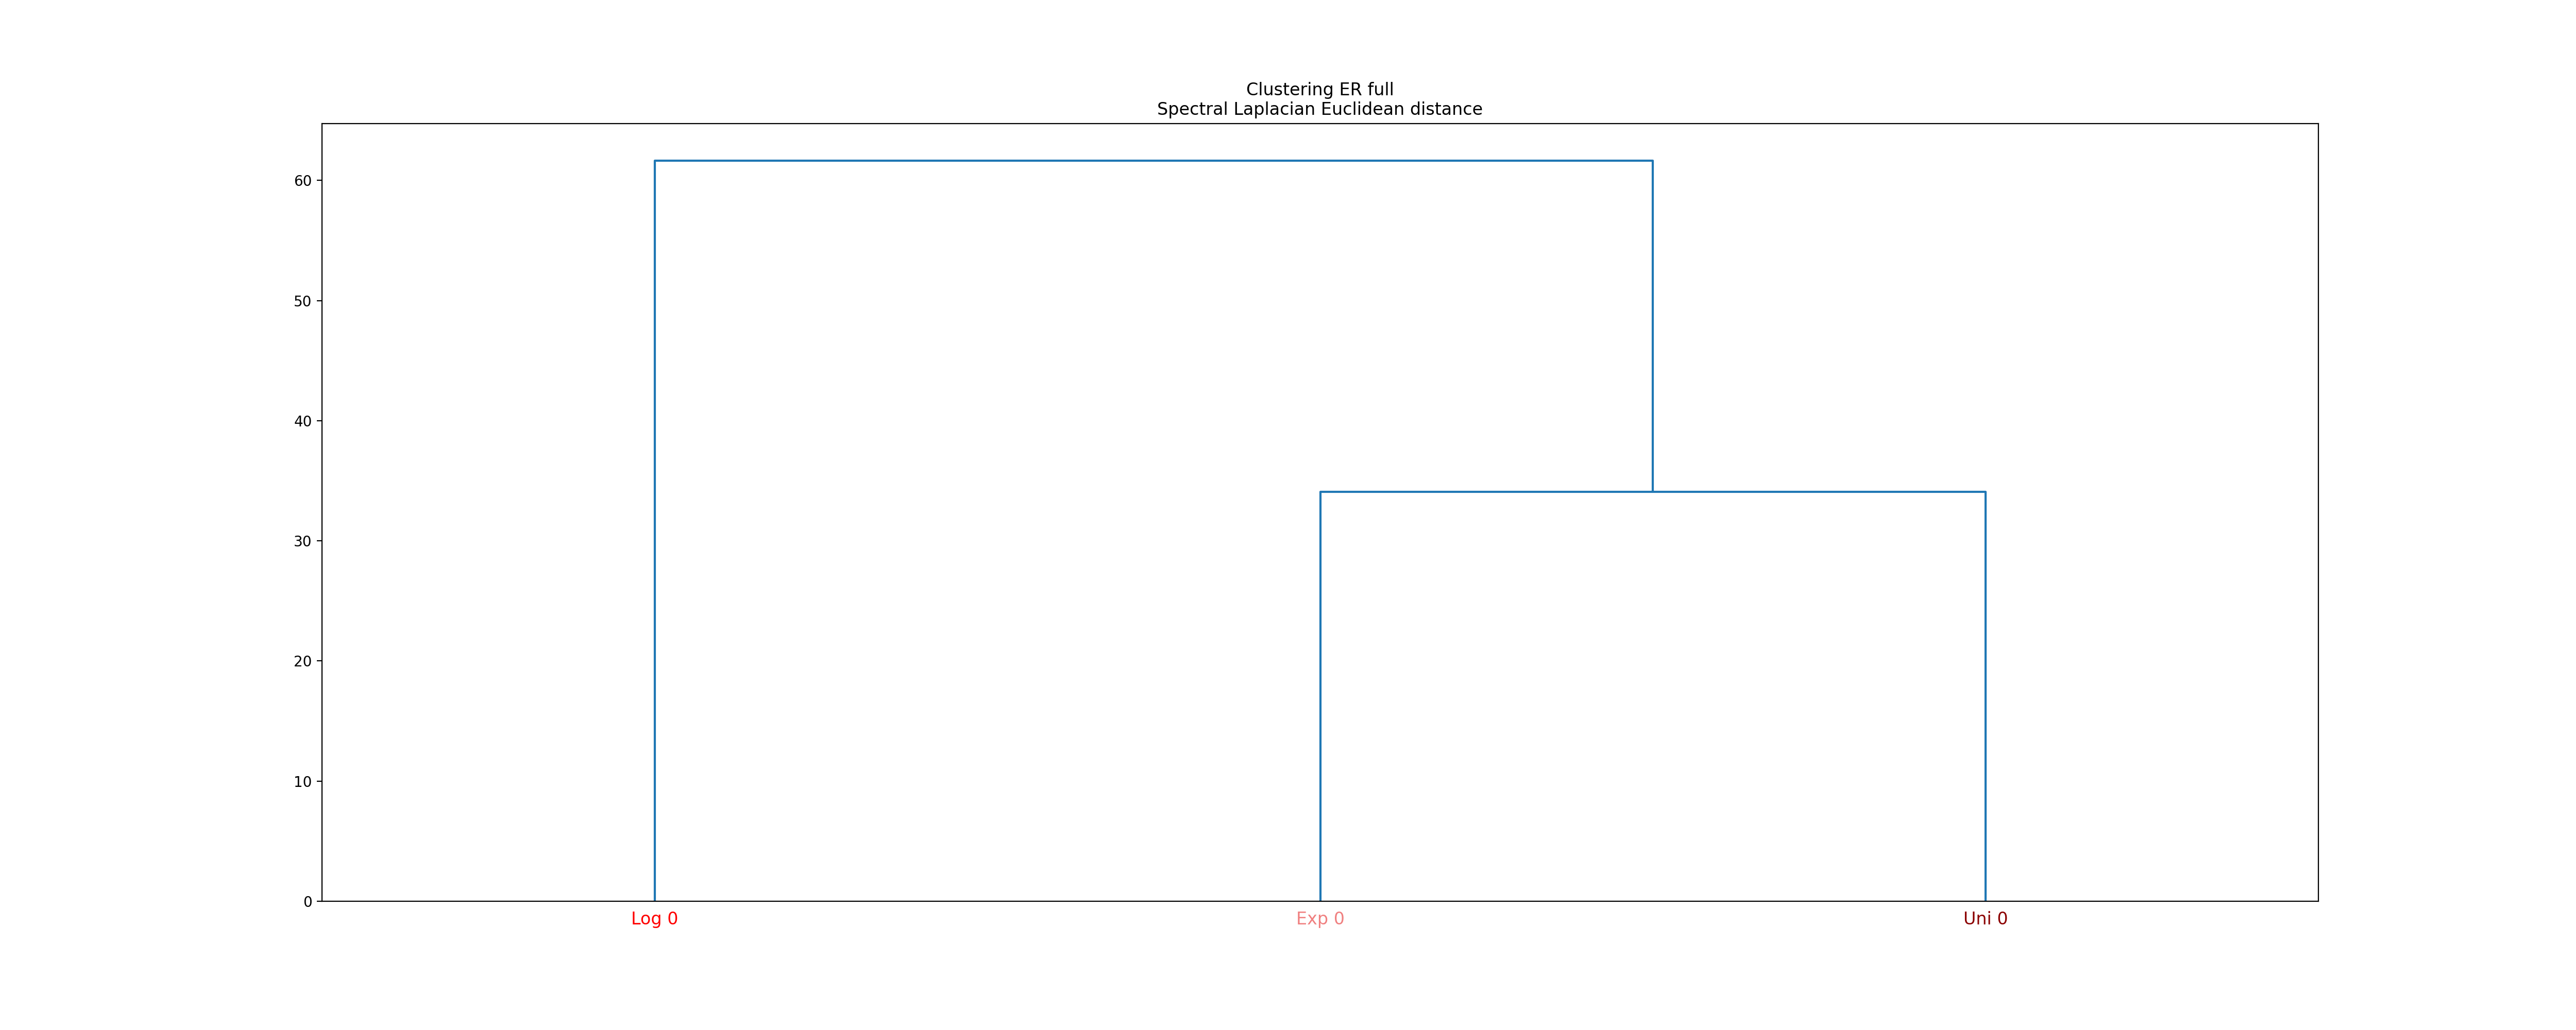 Clustering ER full
Spectral Laplacian Euclidean distance
60
50
40
30
20
10
0
Log 0
Exp 0
Uni 0